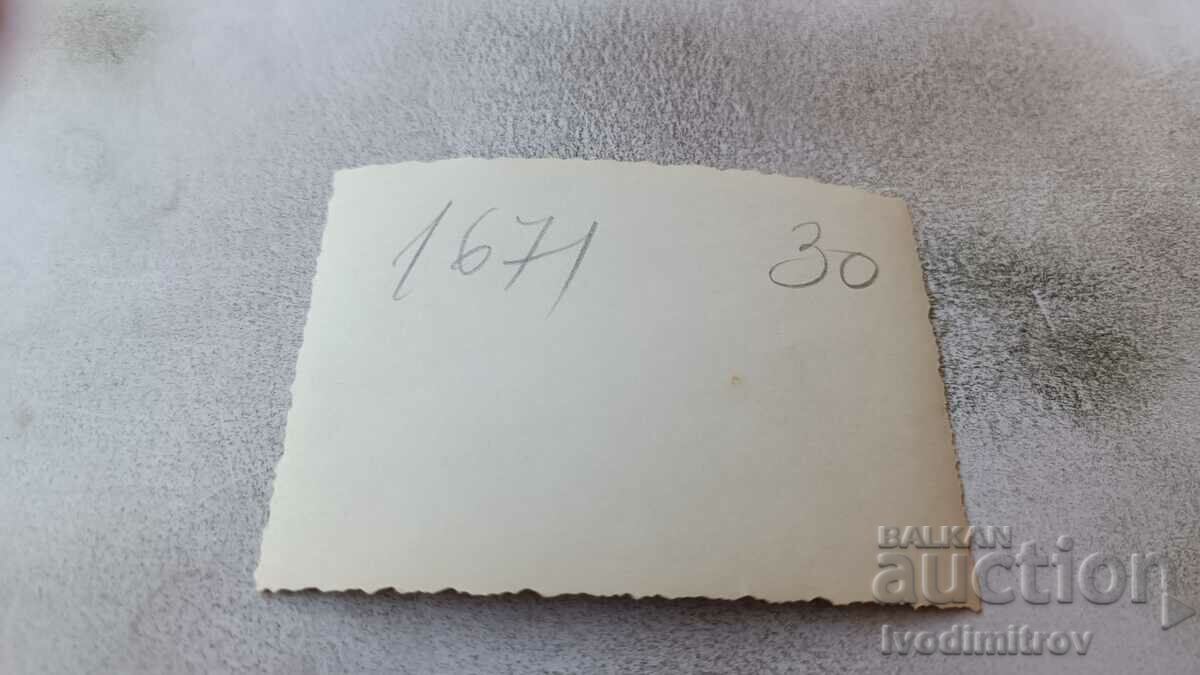 1671 30
BALKAN
auction
Ivodimitrov